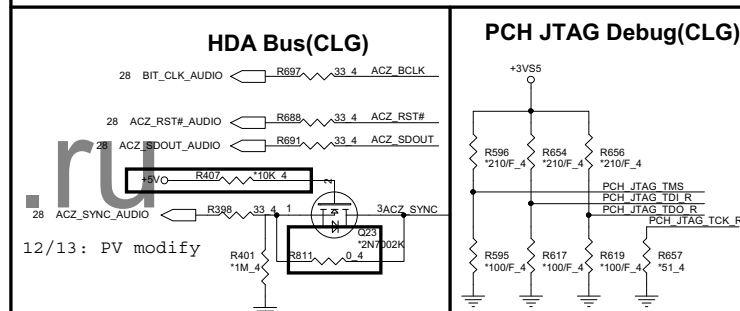 HDA Bus(CLG)
28 BIT_CLK_AUDIO R697 33_4 ACZ_BCLK
28 ACZ_RST#_AUDIO R688 33_4 ACZ_RST#
28 ACZ_SDOUT_AUDIO R691 33_4 ACZ_SDOUT
+5V R407 *10K_4
2
28 ACZ_SYNC_AUDIO R398 33_4 1 3 ACZ_SYNC
Q23
*2N7002K
12/13: PV modify
R401
*1M_4
R811 0_4
.ru
PCH JTAG Debug(CLG)
+3VS5
R596
*210/F_4
R654
*210/F_4
R656
*210/F_4
PCH_JTAG_TMS
PCH_JTAG_TDI_R
PCH_JTAG_TDO_R
PCH_JTAG_TCK_R
R595
*100/F_4
R617
*100/F_4
R619
*100/F_4
R657
*51_4